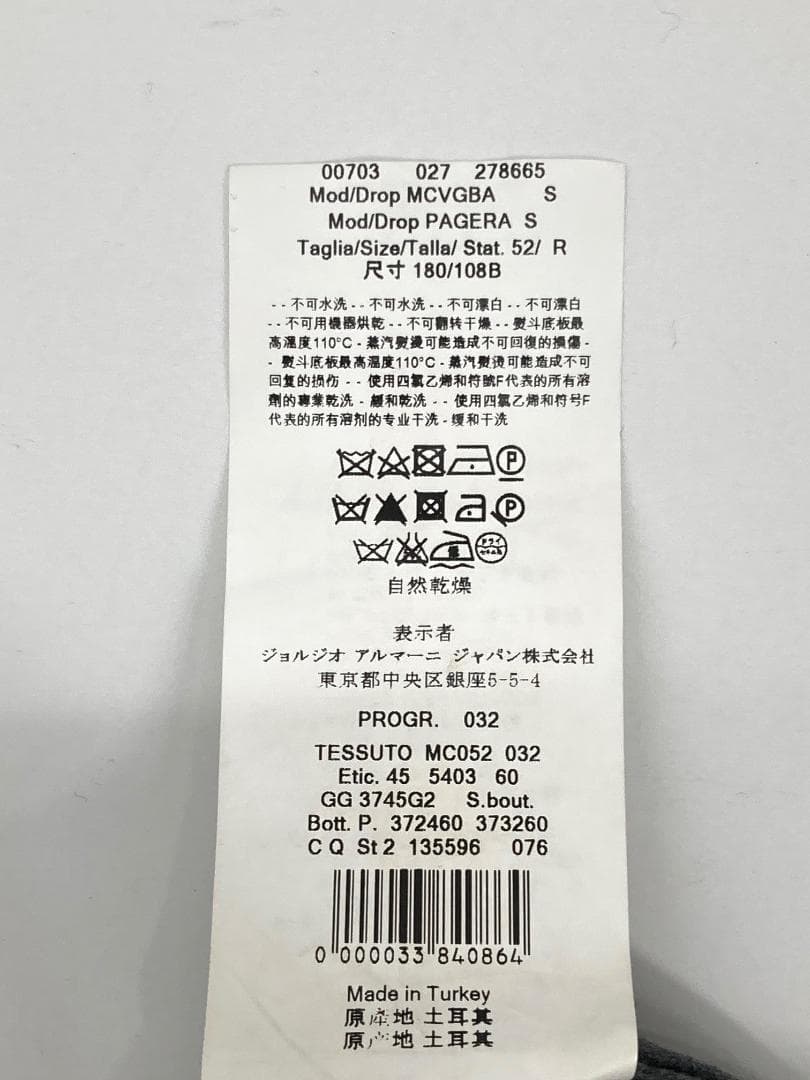 00703 027 278665
Mod/Drop MCVGBA S
Mod/Drop PAGERA S
Taglia/Size/Talla/ Stat. 52/ R
尺寸 180/108B
- - 不可水洗 - - 不可水洗 - - 不可漂白 - - 不可漂白
- - 不可用機器烘乾 - - 不可翻转干燥 - - 熨斗底板最
高溫度110°C - 蒸汽熨燙可能造成不可回復的損傷 -
- 熨斗底板最高温度110°C - 蒸汽熨烫可能造成不可
回复的损伤 - - 使用四氯乙烯和符號F代表的所有溶
劑的專業乾洗 - 緩和乾洗 - - 使用四氯乙烯和符号F
代表的所有溶剂的专业干洗 - 缓和干洗
P
P
ドライ
自然乾燥
表示者
ジョルジオ アルマーニ ジャパン株式会社
東京都中央区銀座5-5-4
PROGR. 032
TESSUTO MC052 032
Etic. 45 5403 60
GG 3745G2 S.bout.
Bott. P. 372460 373260
C Q St 2 135596 076
0 000033 840864
Made in Turkey
原產地 土耳其
原产地 土耳其